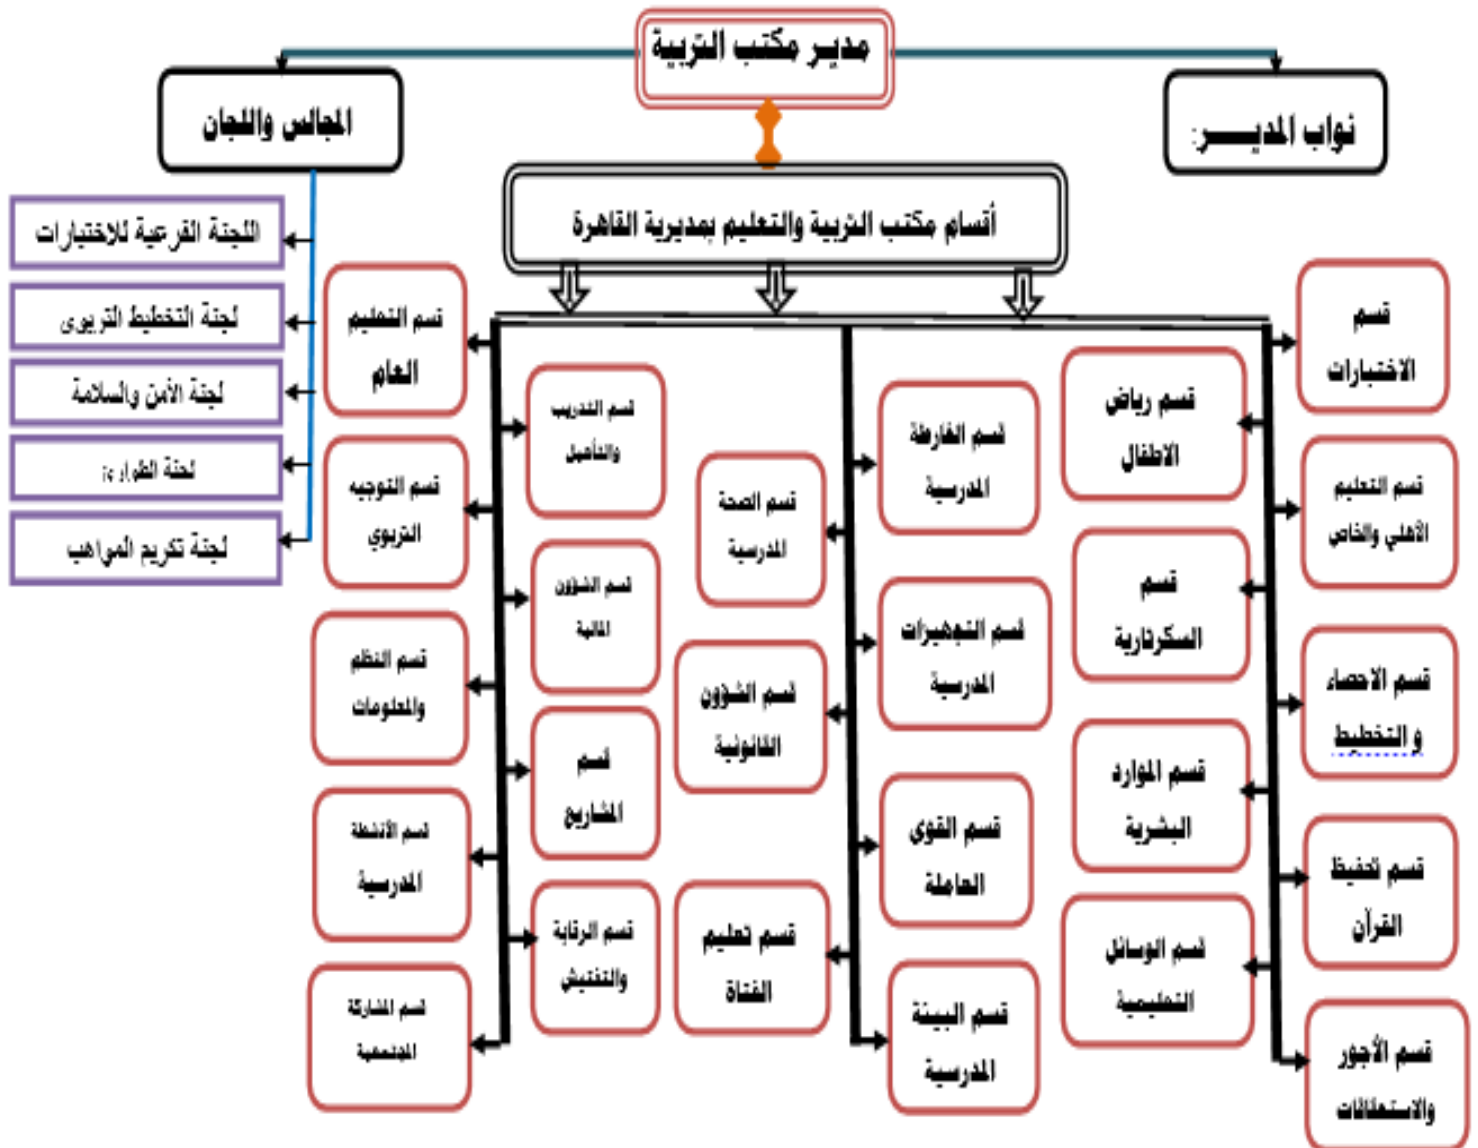 مدير مكتب التربية
نواب المديـــــر:
المجالس واللجان
أقسام مكتب التربية والتعليم بمديرية القاهرة
اللجنة الفرعية للاختبارات
لجنة التخطيط التربوى
لجنة الأمن والسلامة
لجنة الطوارئ
لجنة تكريم المواهب
قسم
الاختبارات
قسم التعليم
الأهلي والخاص
قسم الاحصاء
و التخطيط
قسم تحفيظ
القرآن
قسم الأجور
والاستحقاقات
قسم رياض
الاطفال
قسم
السكرتارية
قسم الموارد
البشرية
قسم الوسائل
التعليمية
قسم الخارطة
المدرسية
قسم التجهيزات
المدرسية
قسم القوى
العاملة
قسم البيئة
المدرسية
قسم الصحة
المدرسية
قسم الشؤون
القانونية
قسم تعليم
الفتاة
قسم التدريب
والتأهيل
قسم الشؤون
المالية
قسم
المشاريع
قسم الرقابة
والتفتيش
قسم التعليم
العام
قسم التوجيه
التربوي
قسم النظم
والمعلومات
قسم الأنشطة
المدرسية
قسم المشاركة
المجتمعية